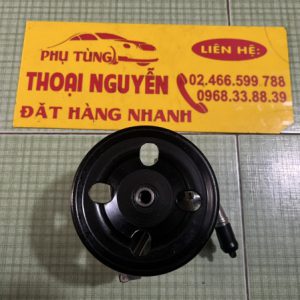 PHỤ TÙNG
THOẠI NGUYỄN
ĐẶT HÀNG NHANH
LIÊN HỆ:
02.466.599.788
0968.33.88.39